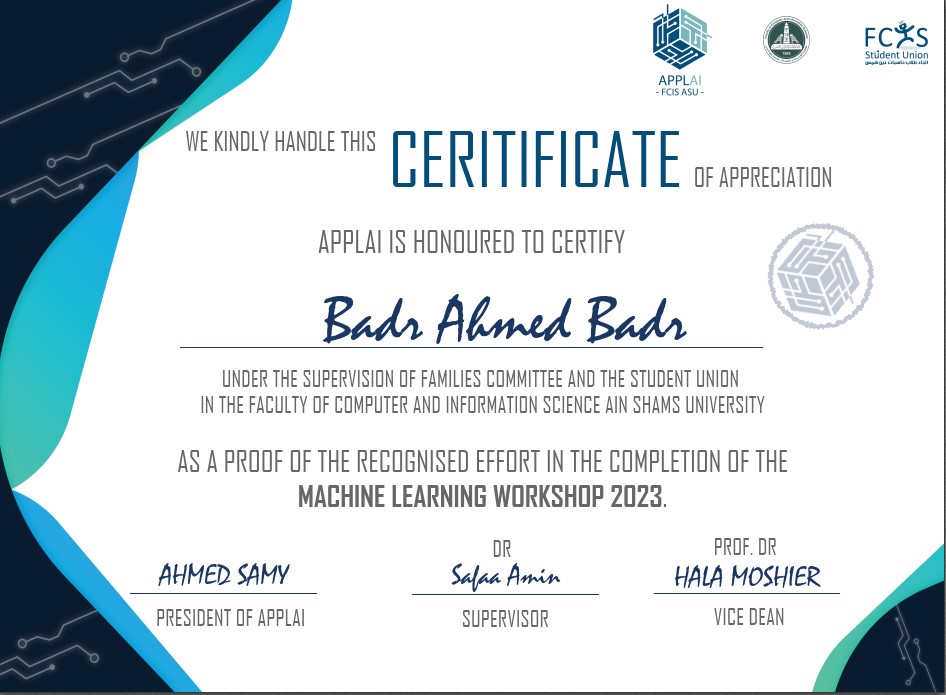 APPLAI
- FCIS ASU -
FCIS
Student Union
اتحاد طلاب حاسبات عين شمس
WE KINDLY HANDLE THIS CERITIFICATE OF APPRECIATION
APPLAI IS HONOURED TO CERTIFY
Badr Ahmed Badr
UNDER THE SUPERVISION OF FAMILIES COMMITTEE AND THE STUDENT UNION
IN THE FACULTY OF COMPUTER AND INFORMATION SCIENCE AIN SHAMS UNIVERSITY
AS A PROOF OF THE RECOGNISED EFFORT IN THE COMPLETION OF THE
MACHINE LEARNING WORKSHOP 2023.
AHMED SAMY
PRESIDENT OF APPLAI
DR
Safaa Amin
SUPERVISOR
PROF. DR
HALA MOSHIER
VICE DEAN